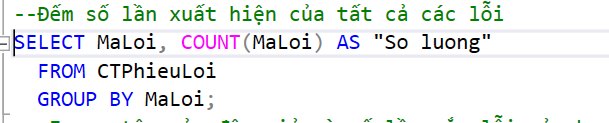 --Đếm số lần xuất hiện của tất cả các lỗi
SELECT MaLoi, COUNT(MaLoi) AS "So luong"
FROM CTPhieuLoi
GROUP BY MaLoi;